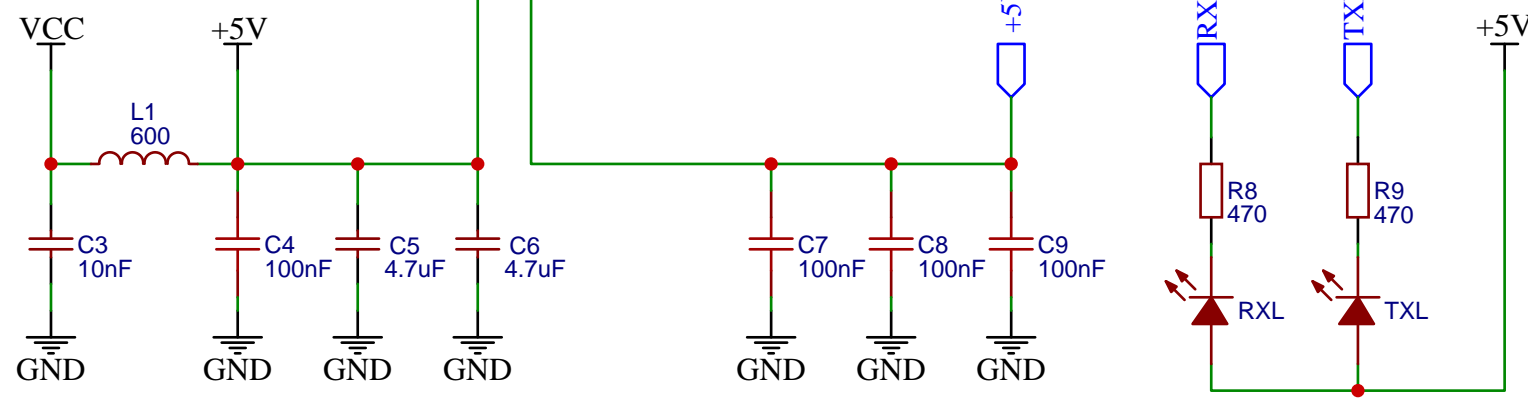 VCC
+5V
L1
600
C3
10nF
C4
100nF
C5
4.7uF
C6
4.7uF
GND
GND
GND
GND
C7
100nF
C8
100nF
C9
100nF
GND
GND
GND
RX
TX
+5V
R8
470
R9
470
RXL
TXL